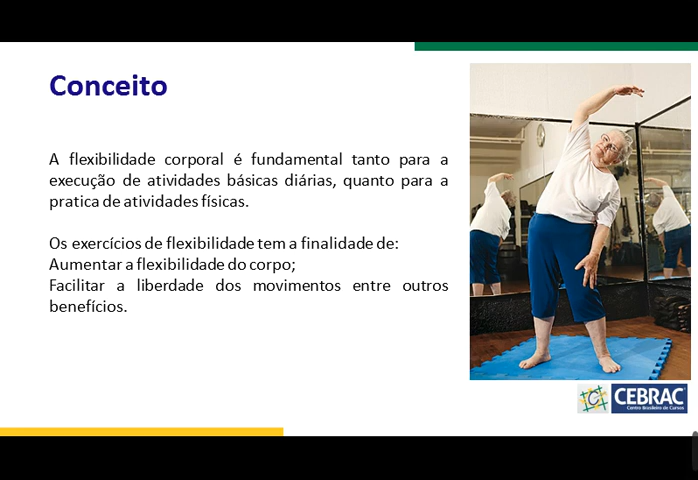 Conceito
A flexibilidade corporal é fundamental tanto para a
execução de atividades básicas diárias, quanto para a
pratica de atividades físicas.
Os exercícios de flexibilidade tem a finalidade de:
Aumentar a flexibilidade do corpo;
Facilitar a liberdade dos movimentos entre outros
benefícios.
CEBRAC
Centro Brasileiro de Cursos